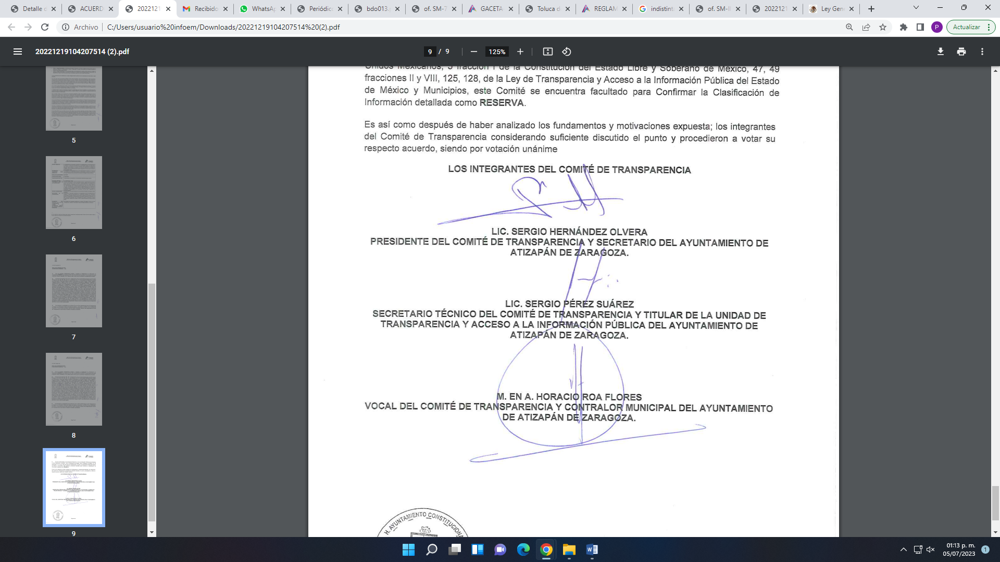 Detalle d
ACUERD
2022121
Recibido
WhatsAp
Periódic
bdo013.
of. SM-7
GACETA
Toluca d
REGLAM
indistint
of. SM-I
2022121
Ley Gen
Archivo
C:/Users/usuario%20infoem/Downloads/20221219104207514%20(2).pdf
P
Actualizar
20221219104207514 (2).pdf
9 / 9
125%
5
6
7
8
9
Unidos Mexicanos, 5 fracción I de la Constitución del Estado Libre y Soberano de México, 47, 49
fracciones II y VIII, 125, 128, de la Ley de Transparencia y Acceso a la Información Pública del Estado
de México y Municipios, este Comité se encuentra facultado para Confirmar la Clasificación de
Información detallada como RESERVA.
Es así como después de haber analizado los fundamentos y motivaciones expuesta; los integrantes
del Comité de Transparencia considerando suficiente discutido el punto y procedieron a votar su
respecto acuerdo, siendo por votación unánime
LOS INTEGRANTES DEL COMITÉ DE TRANSPARENCIA
LIC. SERGIO HERNÁNDEZ OLVERA
PRESIDENTE DEL COMITÉ DE TRANSPARENCIA Y SECRETARIO DEL AYUNTAMIENTO DE
ATIZAPÁN DE ZARAGOZA.
LIC. SERGIO PÉREZ SUÁREZ
SECRETARIO TÉCNICO DEL COMITÉ DE TRANSPARENCIA Y TITULAR DE LA UNIDAD DE
TRANSPARENCIA Y ACCESO A LA INFORMACIÓN PÚBLICA DEL AYUNTAMIENTO DE
ATIZAPÁN DE ZARAGOZA.
M. EN A. HORACIO ROA FLORES
VOCAL DEL COMITÉ DE TRANSPARENCIA Y CONTRALOR MUNICIPAL DEL AYUNTAMIENTO
DE ATIZAPÁN DE ZARAGOZA.
H. AYUNTAMIENTO CONSTITUCIONA
01:13 p. m.
05/07/2023
1